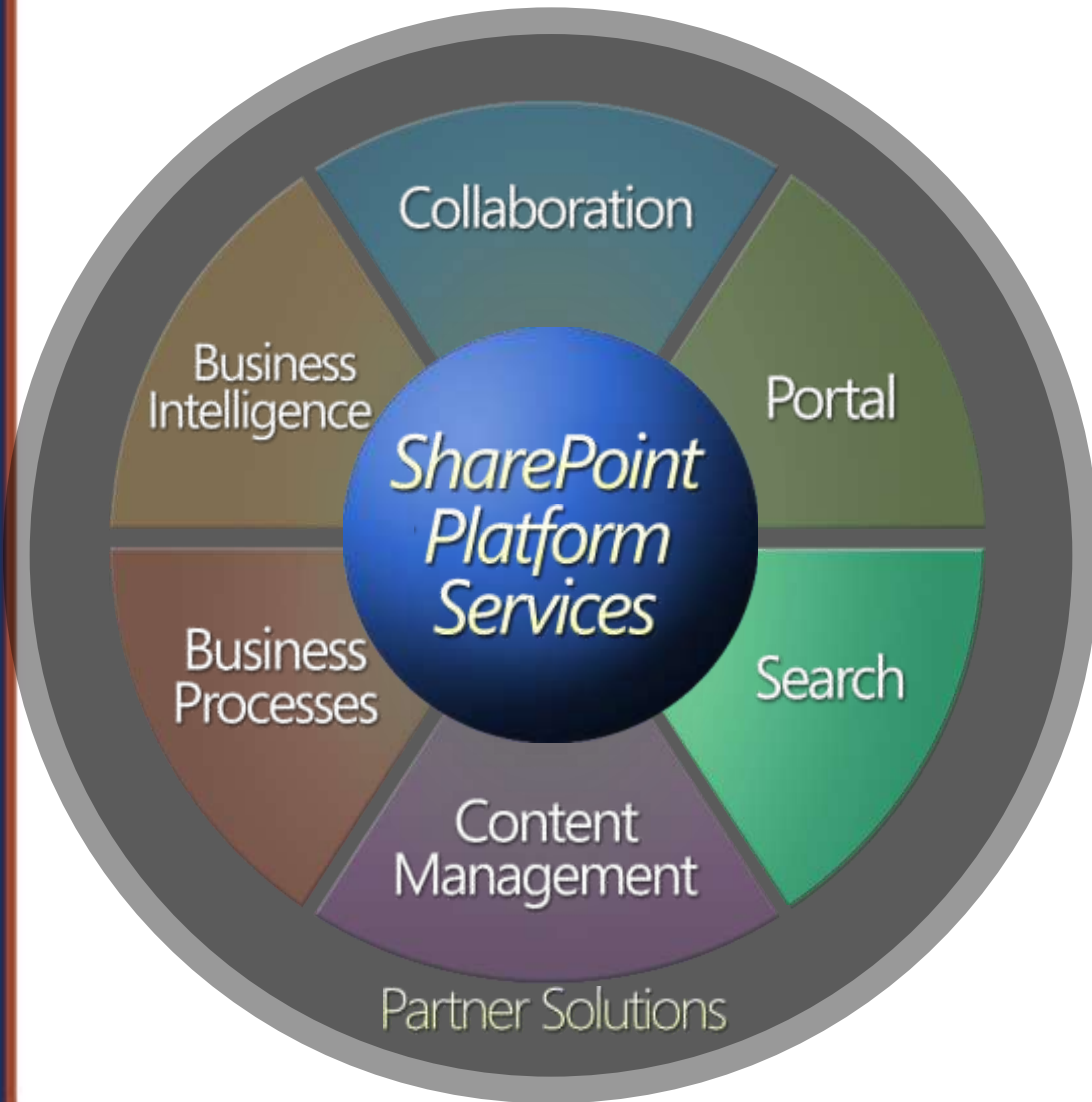 Collaboration
Business
Intelligence
Portal
SharePoint
Platform
Services
Business
Processes
Search
Content
Management
Partner Solutions